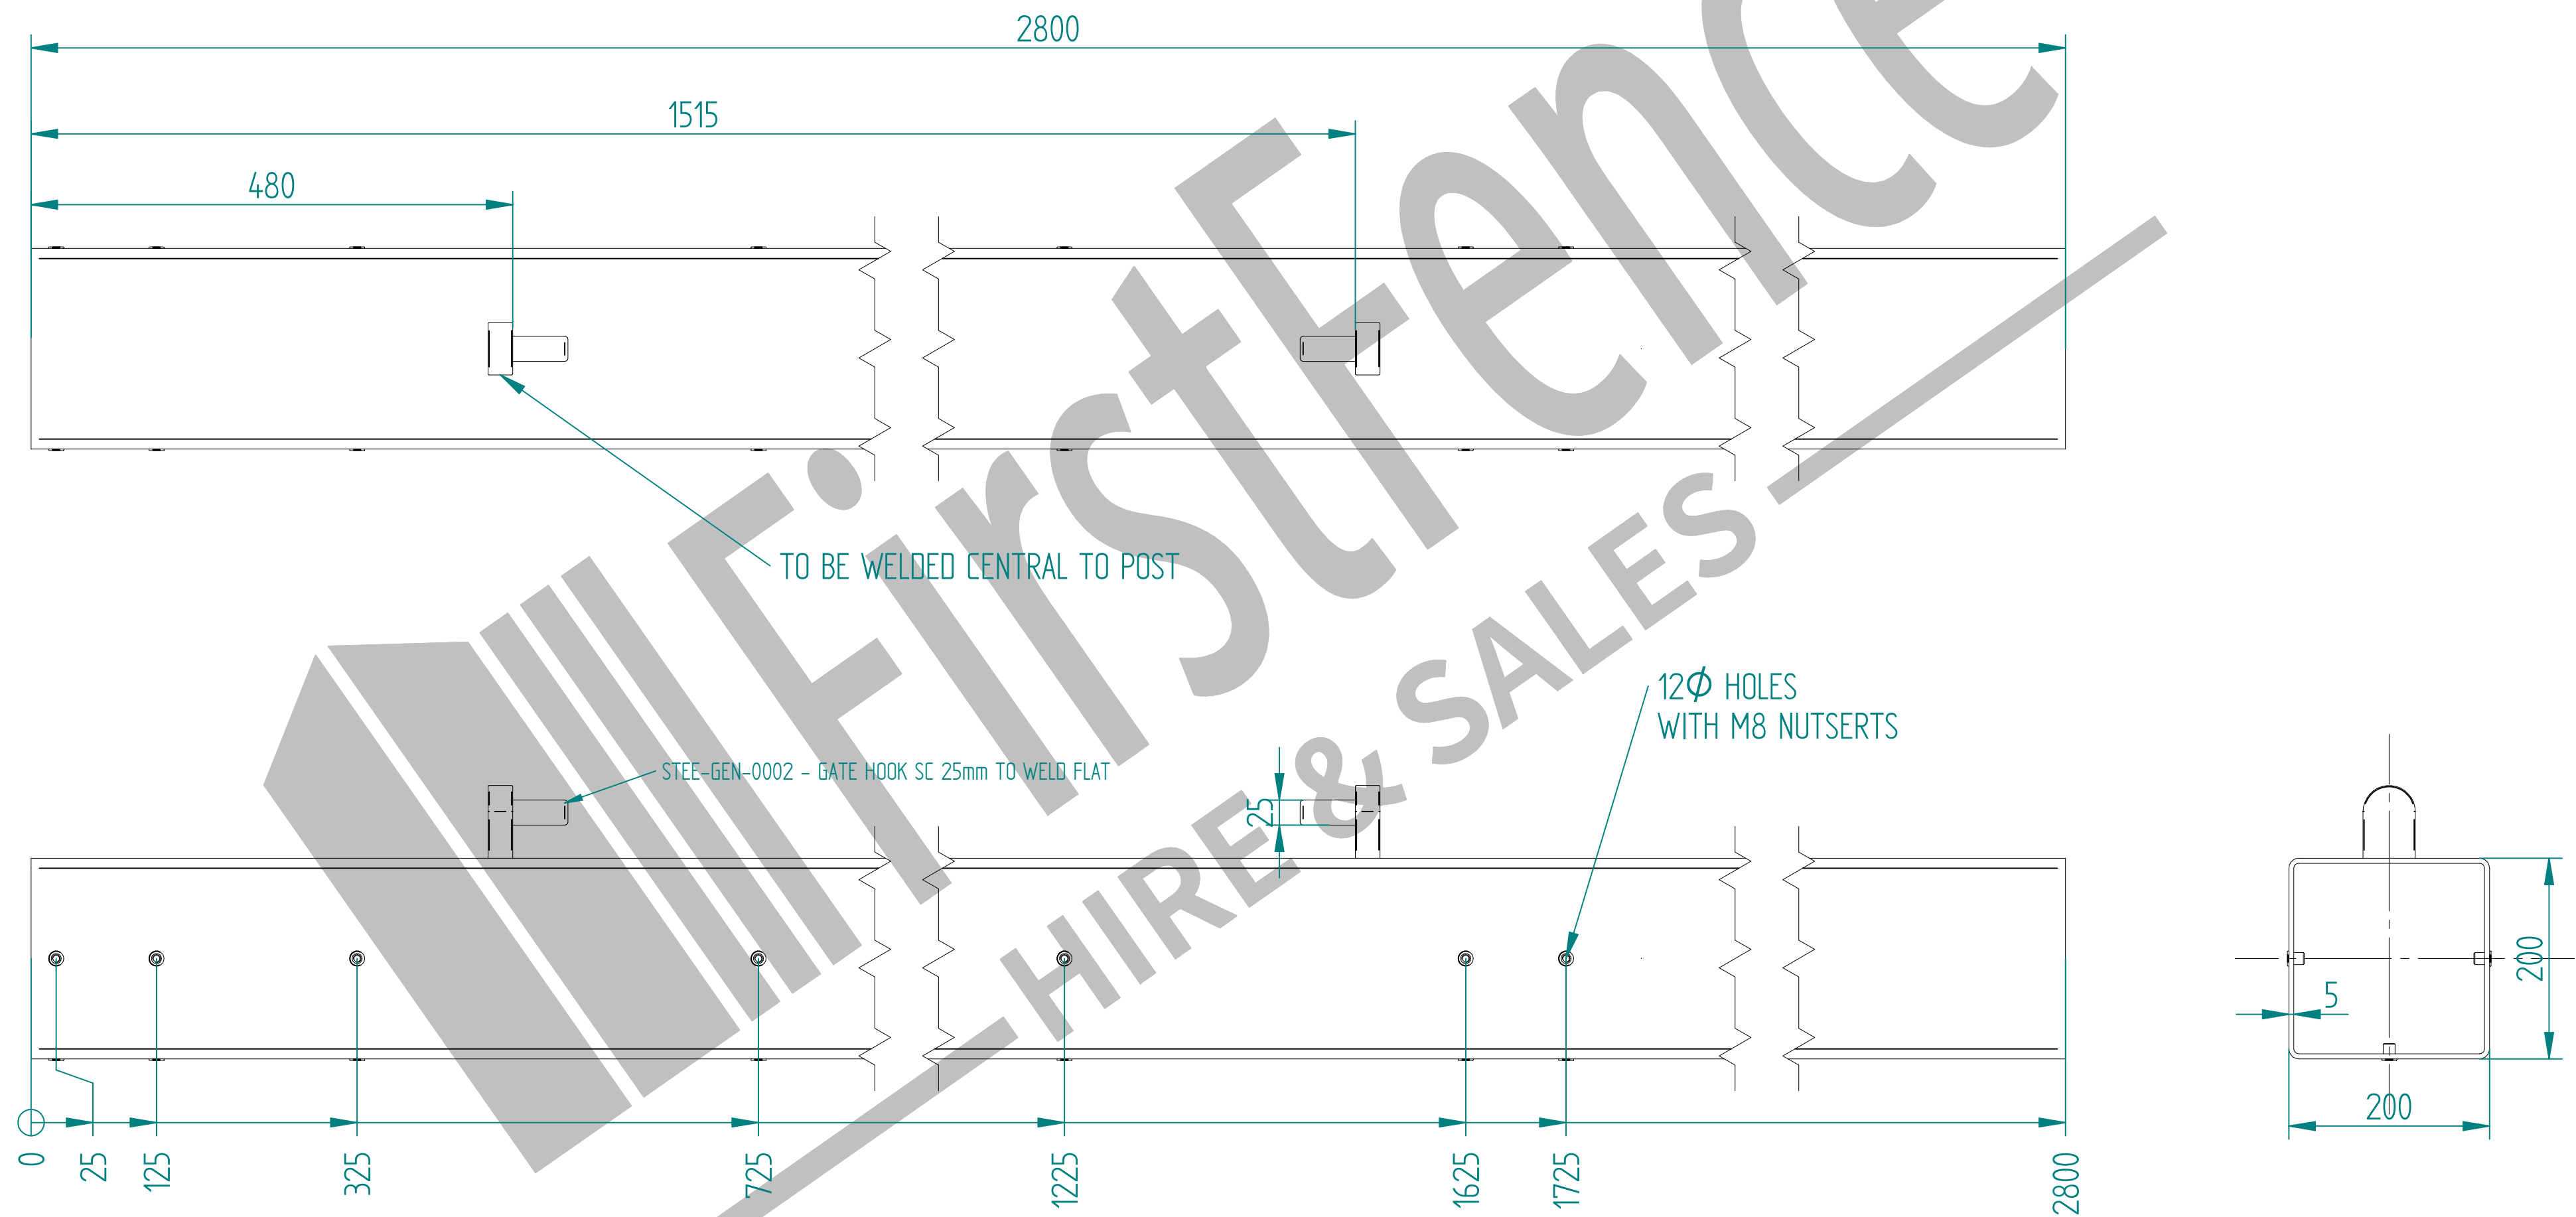 2800
1515
480
TO BE WELDED CENTRAL TO POST
12Ø HOLES
WITH M8 NUTSERTS
STEE-GEN-0002 - GATE HOOK SC 25mm TO WELD FLAT
25
5
200
200
0
25
125
325
725
1225
1625
1725
2800
FirstFence
HIRE & SALES